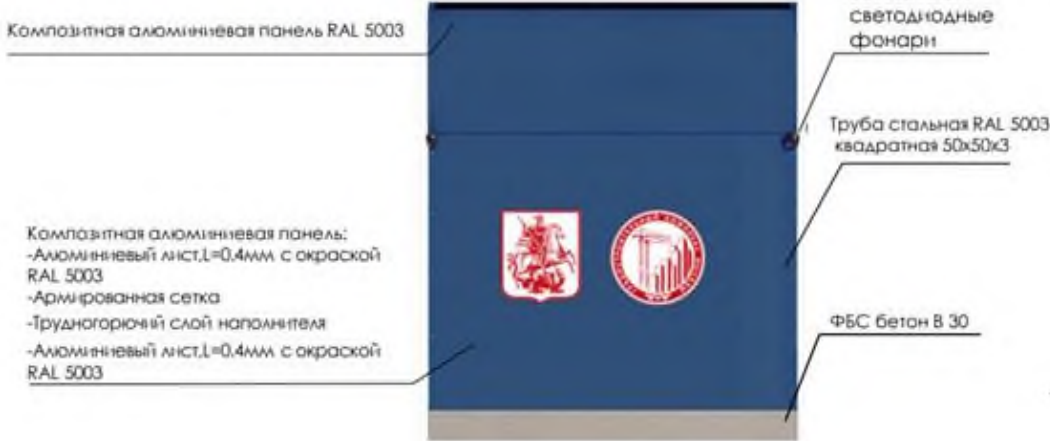 Композитная алюминиевая панель RAL 5003
светодиодные
фонари
Труба стальная RAL 5003
квадратная 50х50х3
Композитная алюминиевая панель:
-Алюминиевый лист,L=0.4мм с окраской
RAL 5003
-Армированная сетка
-Трудногорючий слой наполнителя
-Алюминиевый лист,L=0.4мм с окраской
RAL 5003
ФБС бетон В 30